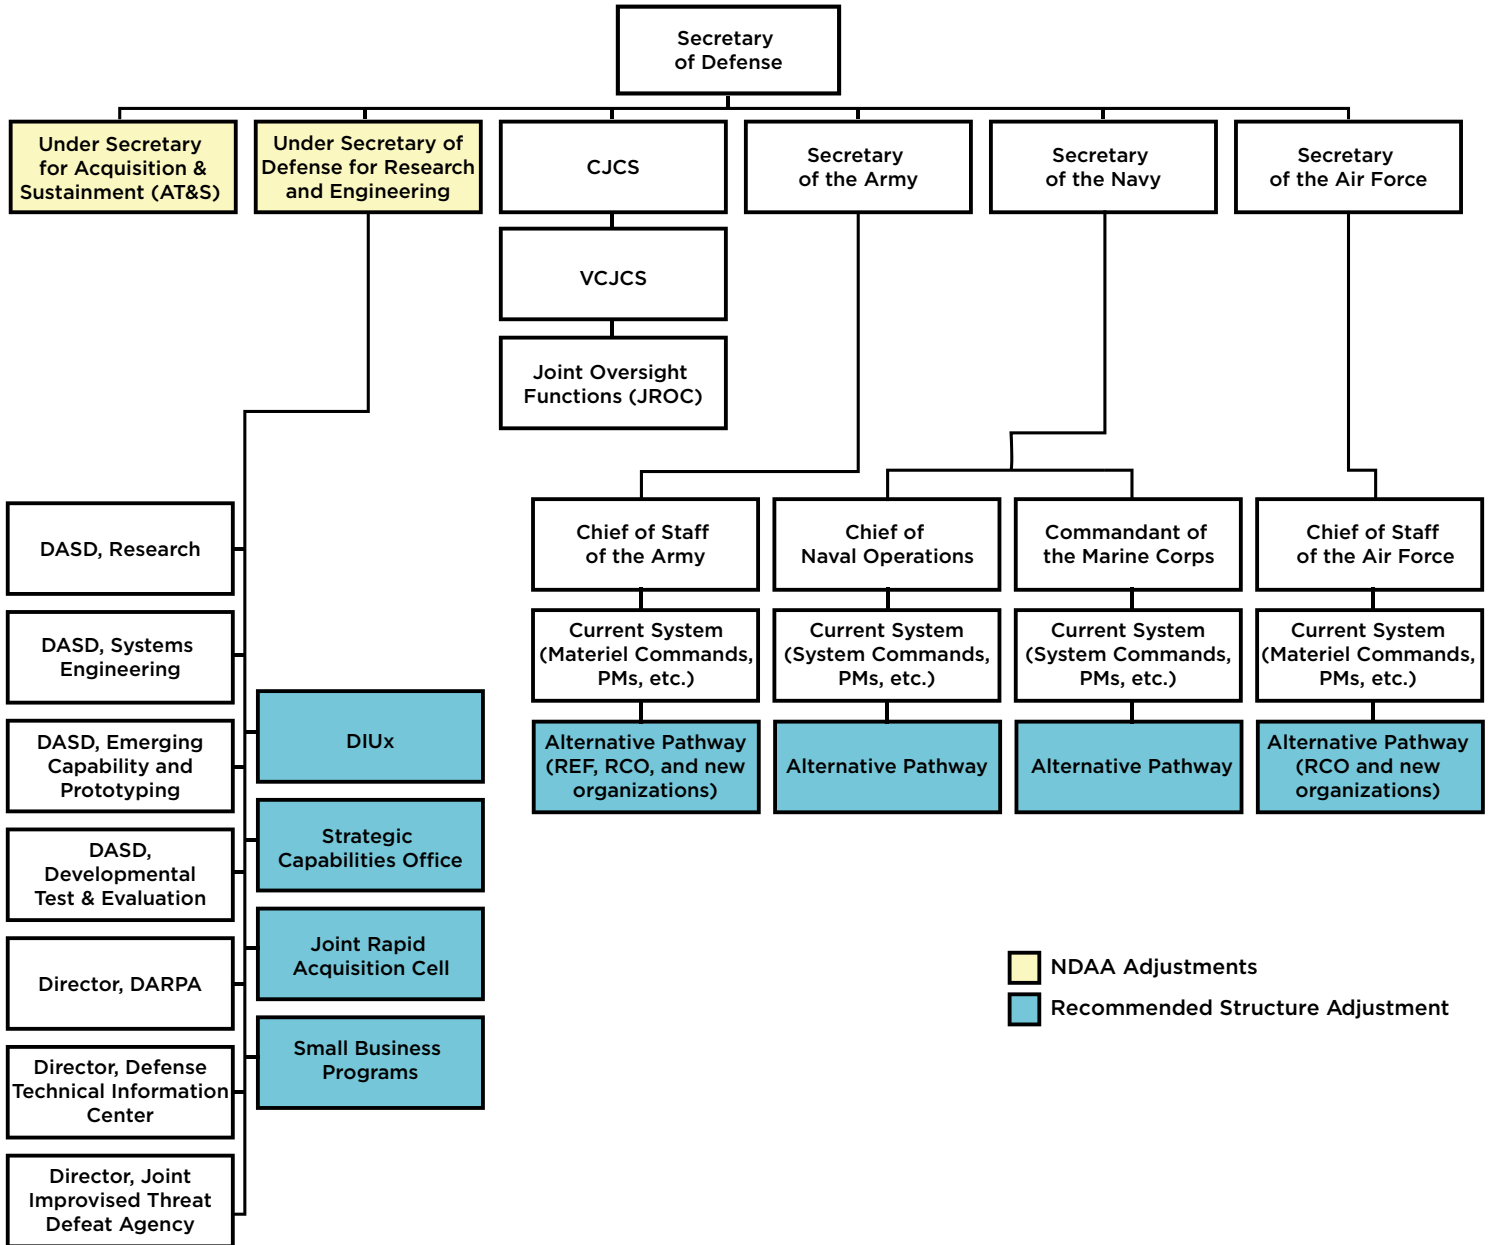 Secretary
of Defense
Under Secretary
for Acquisition &
Sustainment (AT&S)
Under Secretary of
Defense for Research
and Engineering
CJCS
Secretary
of the Army
Secretary
of the Navy
Secretary
of the Air Force
VCJCS
Joint Oversight
Functions (JROC)
DASD, Research
DASD, Systems
Engineering
DASD, Emerging
Capability and
Prototyping
DASD,
Developmental
Test & Evaluation
Director, DARPA
Director, Defense
Technical Information
Center
Director, Joint
Improvised Threat
Defeat Agency
DIUx
Strategic
Capabilities Office
Joint Rapid
Acquisition Cell
Small Business
Programs
Chief of Staff
of the Army
Chief of
Naval Operations
Commandant of
the Marine Corps
Chief of Staff
of the Air Force
Current System
(Materiel Commands,
PMs, etc.)
Current System
(System Commands,
PMs, etc.)
Current System
(System Commands,
PMs, etc.)
Current System
(Materiel Commands,
PMs, etc.)
Alternative Pathway
(REF, RCO, and new
organizations)
Alternative Pathway
Alternative Pathway
Alternative Pathway
(RCO and new
organizations)
NDAA Adjustments
Recommended Structure Adjustment